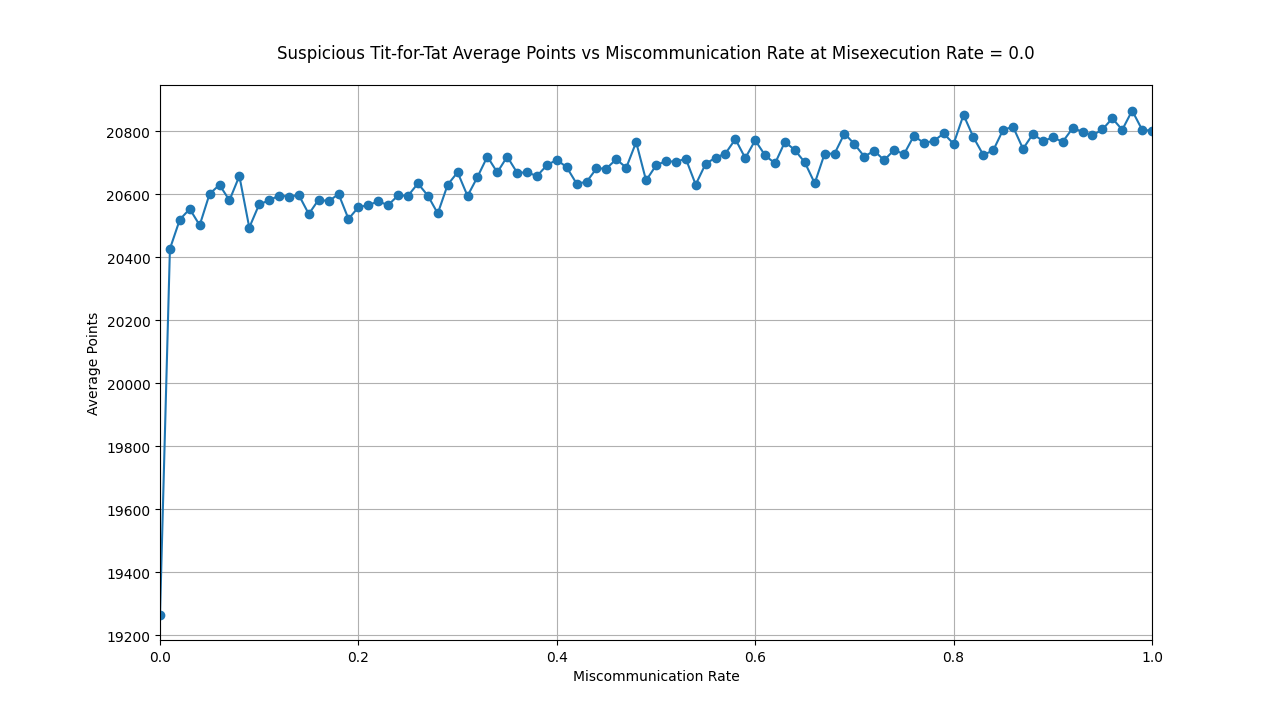 Suspicious Tit-for-Tat Average Points vs Miscommunication Rate at Misexecution Rate = 0.0
Average Points
20800
20600
20400
20200
20000
19800
19600
19400
19200
0.0 0.2 0.4 0.6 0.8 1.0
Miscommunication Rate